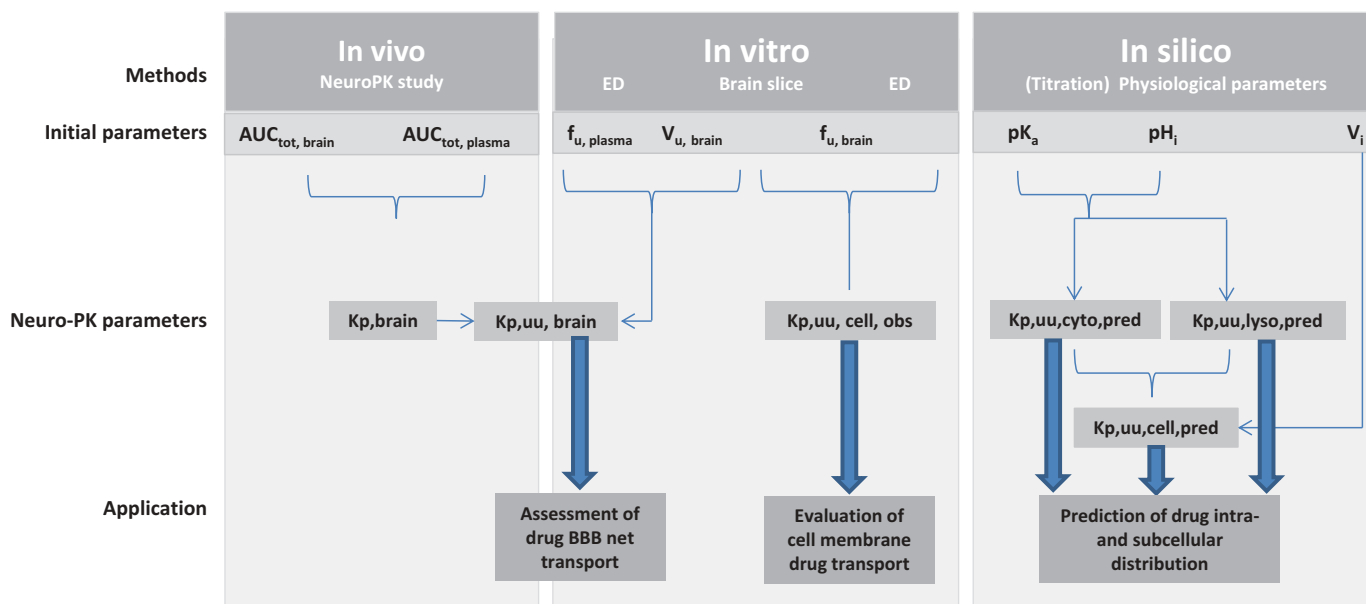 In vivo
In vitro
In silico
Methods
NeuroPK study
ED
Brain slice
ED
(Titration) Physiological parameters
Initial parameters
AUCtot, brain
AUCtot, plasma
fu, plasma
Vu, brain
fu, brain
pKa
pHi
Vi
Neuro-PK parameters
Kp,brain
Kp,uu, brain
Kp,uu, cell, obs
Kp,uu,cyto,pred
Kp,uu,lyso,pred
Kp,uu,cell,pred
Application
Assessment of
drug BBB net
transport
Evaluation of
cell membrane
drug transport
Prediction of drug intra-
and subcellular
distribution